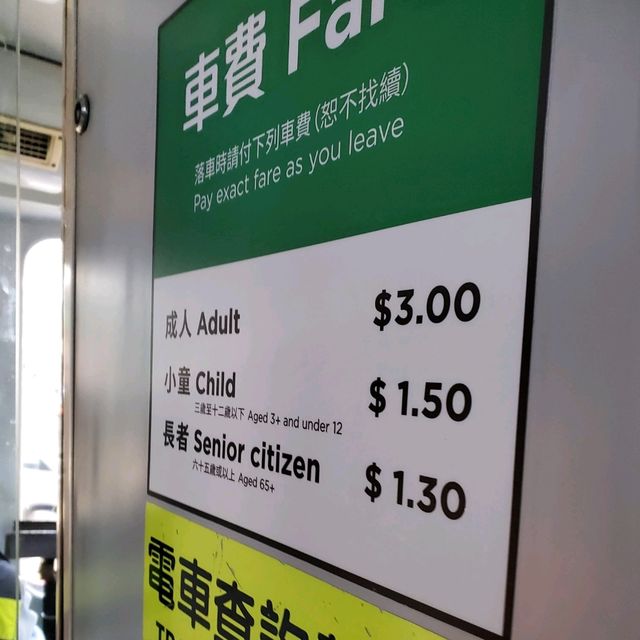 車費 Far
落車時請付下列車費(恕不找續)
Pay exact fare as you leave
成人 Adult $3.00
小童 Child $1.50
三歲至十二歲以下 Aged 3+ and under 12
長者 Senior citizen $1.30
六十五歲或以上 Aged 65+
電車查詢
TR